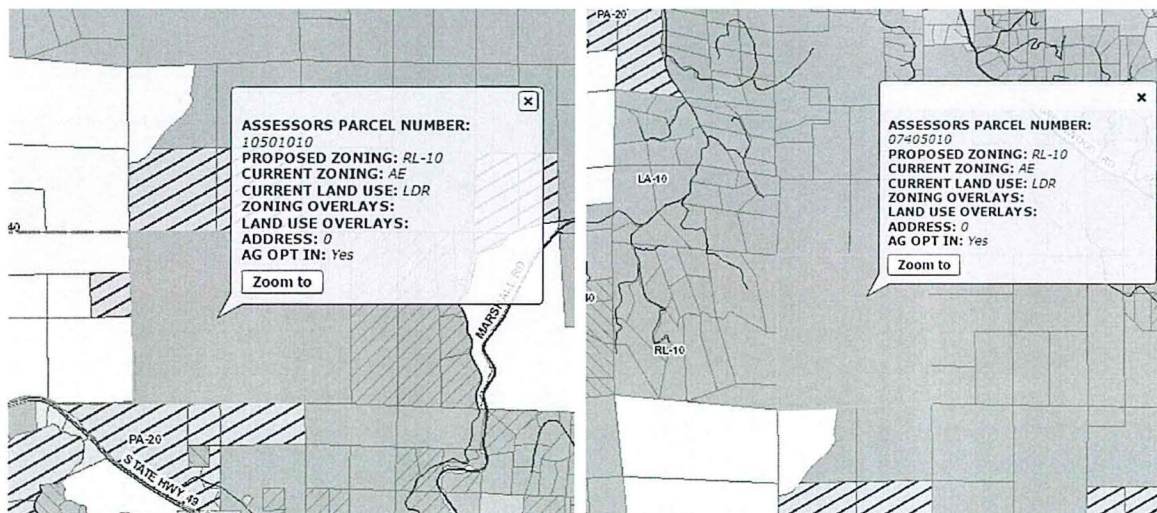 PA-20
ASSESSORS PARCEL NUMBER:
10501010
PROPOSED ZONING: RL-10
CURRENT ZONING: AE
CURRENT LAND USE: LDR
ZONING OVERLAYS:
LAND USE OVERLAYS:
ADDRESS: 0
AG OPT IN: Yes
Zoom to
40
MARSHALL RD
PA-20
STATE HWY 49
PA-20
ASSESSORS PARCEL NUMBER:
07405010
PROPOSED ZONING: RL-10
CURRENT ZONING: AE
CURRENT LAND USE: LDR
ZONING OVERLAYS:
LAND USE OVERLAYS:
ADDRESS: 0
AG OPT IN: Yes
Zoom to
LA-10
40
RL-10